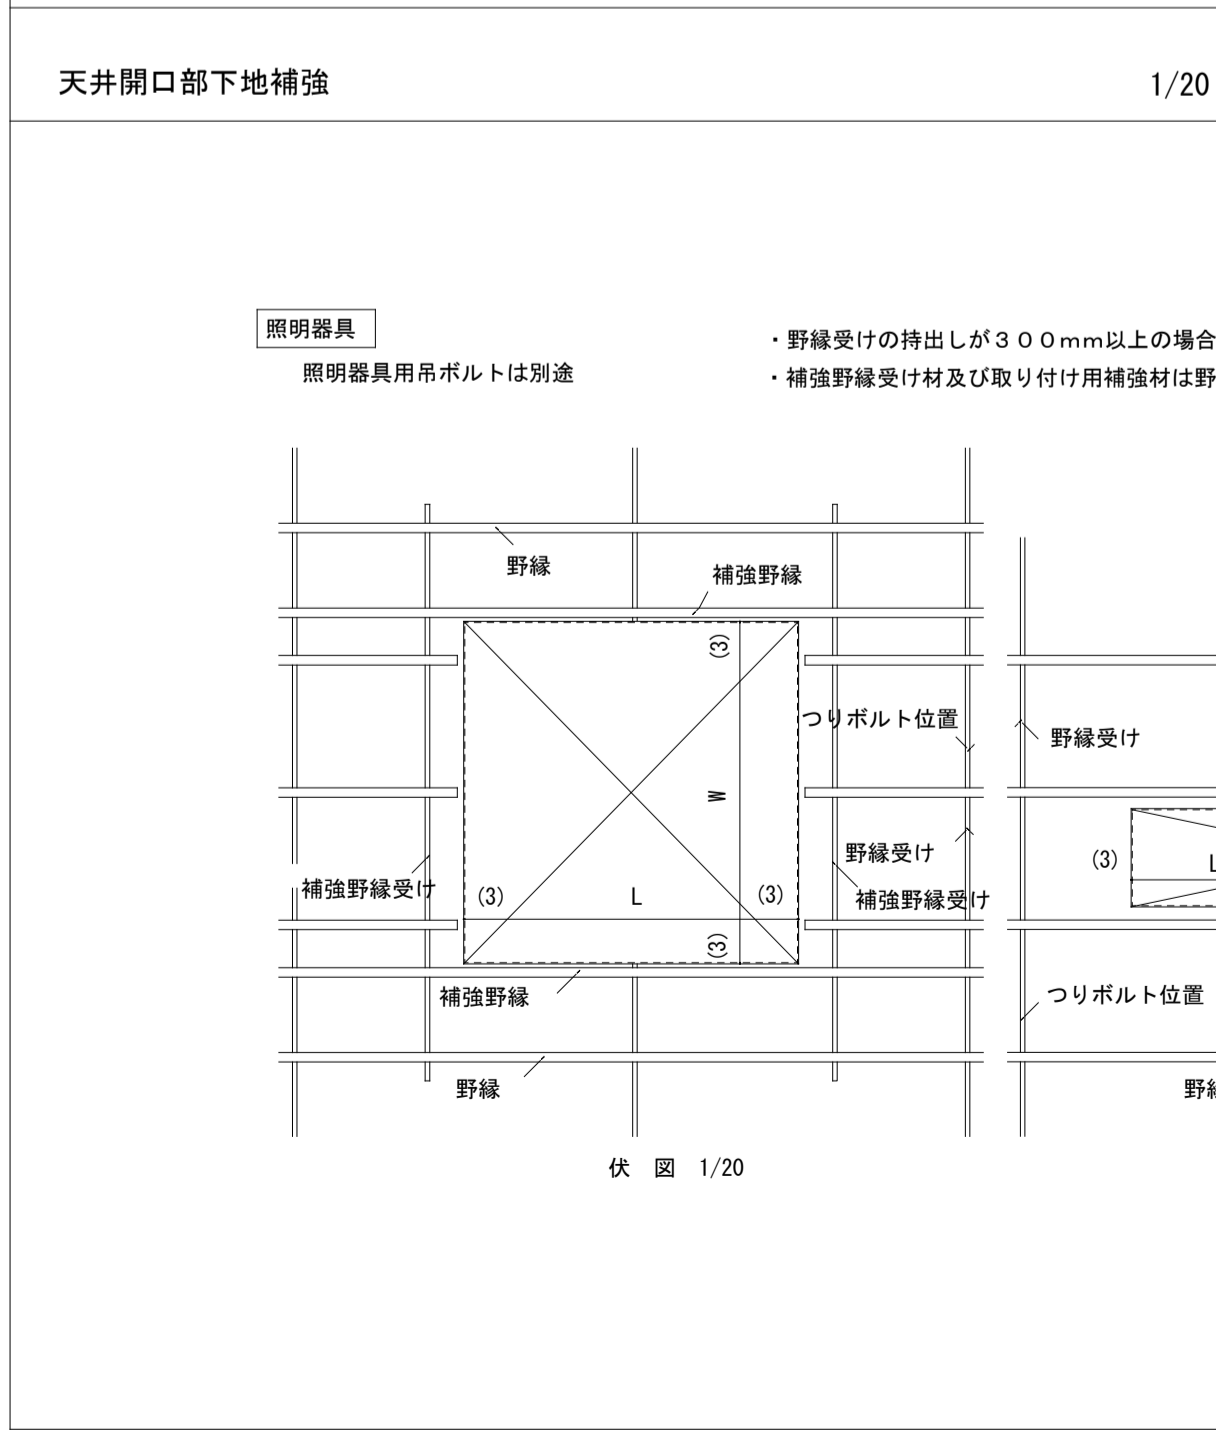 天井開口部下地補強
1/20
照明器具
照明器具用吊ボルトは別途
・野縁受けの持出しが３００ｍｍ以上の場合
・補強野縁受け材及び取り付け用補強材は野
野縁
補強野縁
(3)
つりボルト位置
野縁受け
W
野縁受け
(3)
L
補強野縁受け
補強野縁受け
(3)
L
(3)
(3)
補強野縁
つりボルト位置
野縁
野縁
伏 図 1/20